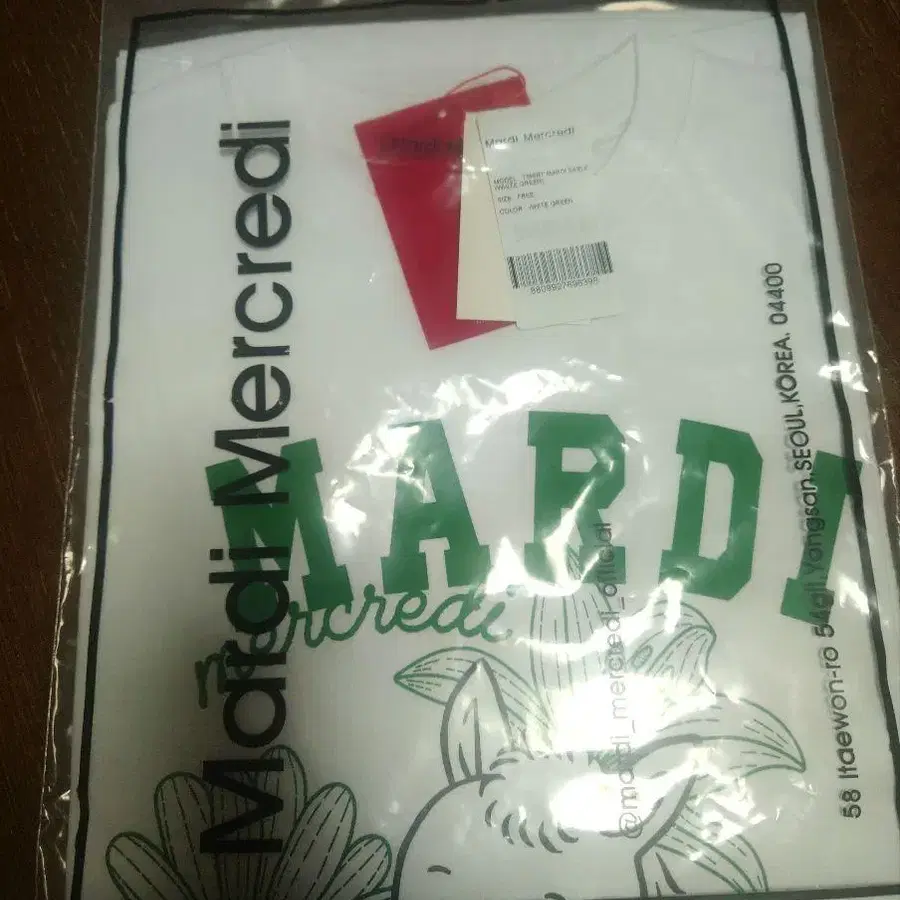 Mardi Mercredi
Mardi Mercredi
SIZE : FREE
COLOR : WHITE GREEN
MARDI
mercredi
@mardi_mercredi_official
58 Itaewon-ro 54gil,Yongsan,SEOUL,KOREA. 04400